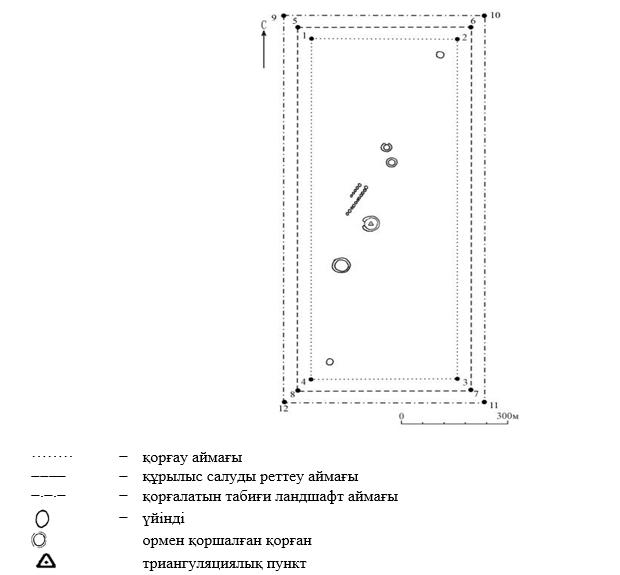 9 10
5 6
С
1 2
4 3
8 7
12 11
0 300м
........ – қорғау аймағы
———— – құрылыс салуды реттеу аймағы
—·—·— – қорғалатын табиғи ландшафт аймағы
– үйінді
ормен қоршалған қорған
триангуляциялық пункт